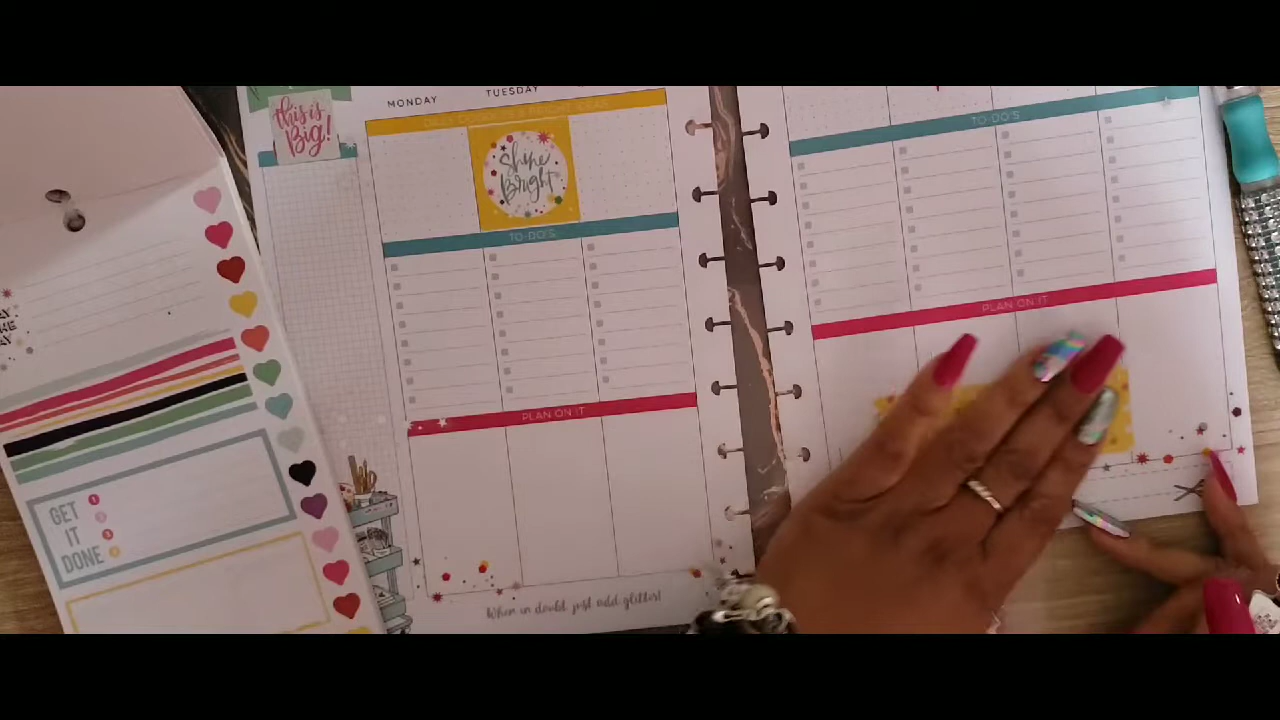 MONDAY
TUESDAY
this is
Big!
Shine
Bright
TO-DO'S
TO-DO'S
PLAN ON IT
PLAN ON IT
GET
IT
DONE
When in doubt, just add glitter!